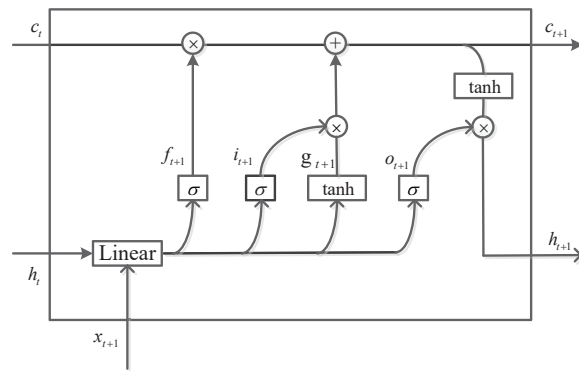 c_t × + c_{t+1}
tanh
f_{t+1} i_{t+1} × g_{t+1} o_{t+1} ×
σ σ tanh σ
Linear h_{t+1}
h_t
x_{t+1}